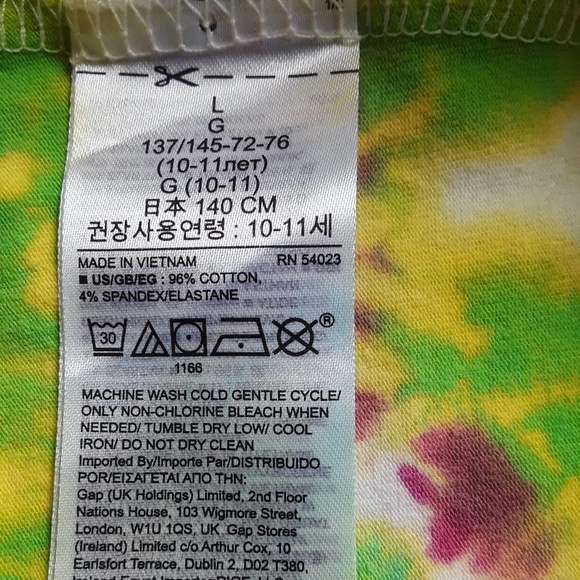 L
G
137/145-72-76
(10-11лет)
G (10-11)
日本 140 CM
권장사용연령 : 10-11세
MADE IN VIETNAM RN 54023
■ US/GB/EG : 96% COTTON,
4% SPANDEX/ELASTANE
30 ®
1166
MACHINE WASH COLD GENTLE CYCLE/
ONLY NON-CHLORINE BLEACH WHEN
NEEDED/ TUMBLE DRY LOW/ COOL
IRON/ DO NOT DRY CLEAN
Imported By/Importe Par/DISTRIBUIDO
POR/ΕΙΣΑΓΕΤΑΙ ΑΠΟ ΤΗΝ:
Gap (UK Holdings) Limited, 2nd Floor
Nations House, 103 Wigmore Street,
London, W1U 1QS, UK Gap Stores
(Ireland) Limited c/o Arthur Cox, 10
Earlsfort Terrace, Dublin 2, D02 T380,